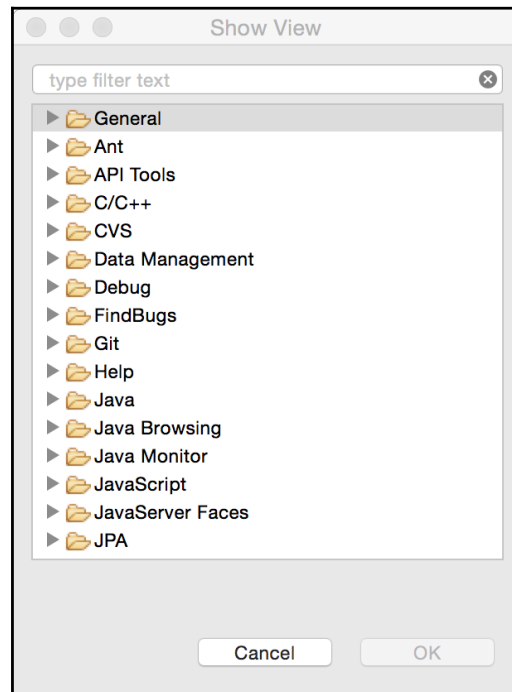 Show View
type filter text
General
Ant
API Tools
C/C++
CVS
Data Management
Debug
FindBugs
Git
Help
Java
Java Browsing
Java Monitor
JavaScript
JavaServer Faces
JPA
Cancel OK